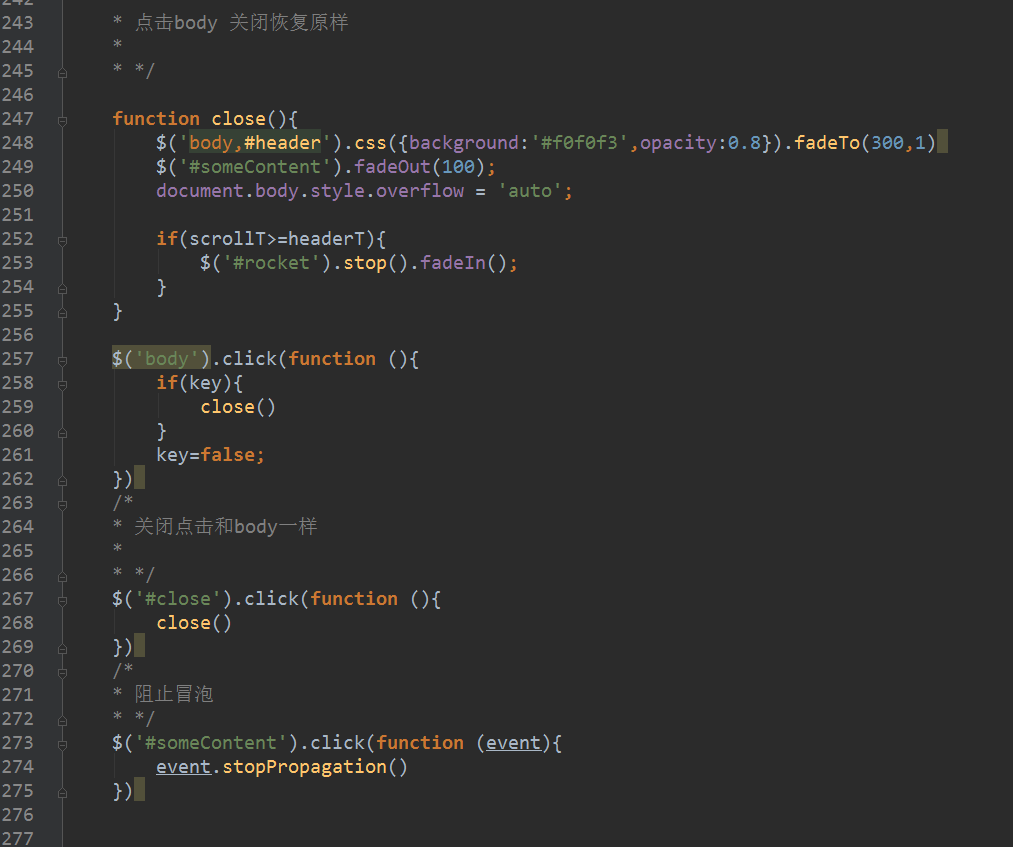 243 * 点击body 关闭恢复原样
244 *
245 * */
246
247 function close(){
248 $('body,#header').css({background:'#f0f0f3',opacity:0.8}).fadeTo(300,1)
249 $('#someContent').fadeOut(100);
250 document.body.style.overflow = 'auto';
251
252 if(scrollT>=headerT){
253 $('#rocket').stop().fadeIn();
254 }
255 }
256
257 $('body').click(function (){
258 if(key){
259 close()
260 }
261 key=false;
262 })
263 /*
264 * 关闭点击和body一样
265 *
266 * */
267 $('#close').click(function (){
268 close()
269 })
270 /*
271 * 阻止冒泡
272 * */
273 $('#someContent').click(function (event){
274 event.stopPropagation()
275 })
276
277